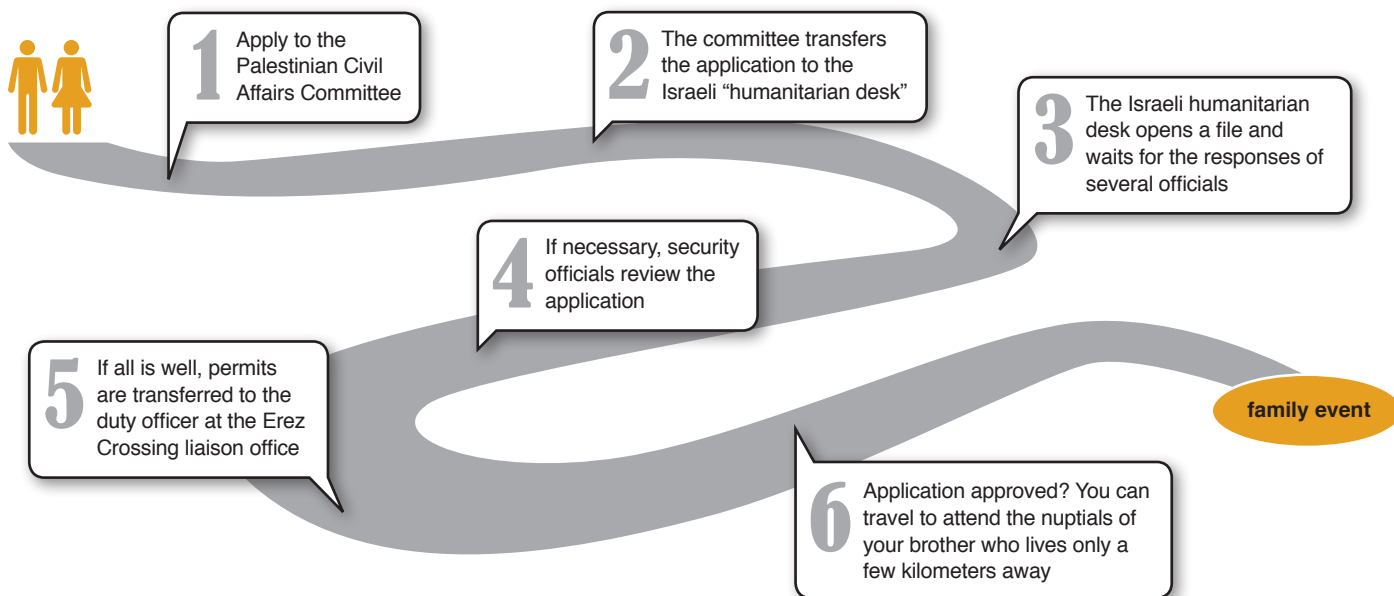 1
Apply to the
Palestinian Civil
Affairs Committee
2
The committee transfers
the application to the
Israeli “humanitarian desk”
3
The Israeli humanitarian
desk opens a file and
waits for the responses of
several officials
4
If necessary, security
officials review the
application
5
If all is well, permits
are transferred to the
duty officer at the Erez
Crossing liaison office
6
Application approved? You can
travel to attend the nuptials of
your brother who lives only a
few kilometers away
family event